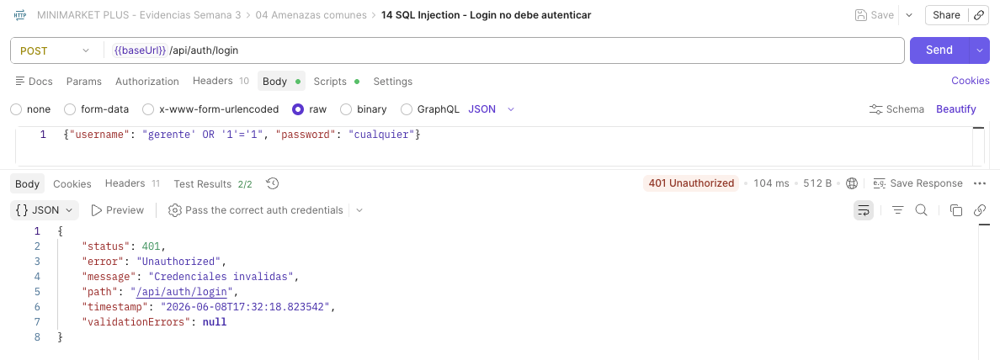 HTTP MINIMARKET PLUS - Evidencias Semana 3 > 04 Amenazas comunes > 14 SQL Injection - Login no debe autenticar Save Share
POST {{baseUrl}}/api/auth/login Send
Docs Params Authorization Headers 10 Body Scripts Settings Cookies
none form-data x-www-form-urlencoded raw binary GraphQL JSON Schema Beautify
1 {"username": "gerente' OR '1'='1", "password": "cualquier"}
Body Cookies Headers 11 Test Results 2/2 401 Unauthorized • 104 ms • 512 B • e.g. Save Response
{} JSON Preview Pass the correct auth credentials
1 {
2 "status": 401,
3 "error": "Unauthorized",
4 "message": "Credenciales invalidas",
5 "path": "/api/auth/login",
6 "timestamp": "2026-06-08T17:32:18.823542",
7 "validationErrors": null
8 }